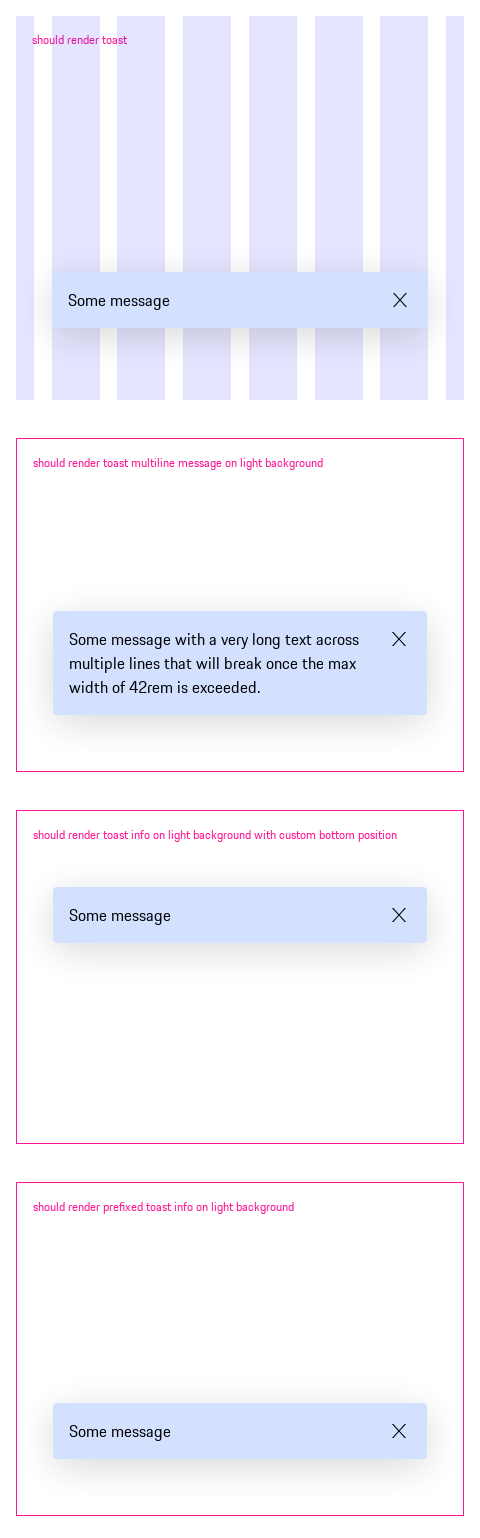 should render toast
Some message
should render toast multiline message on light background
Some message with a very long text across
multiple lines that will break once the max
width of 42rem is exceeded.
should render toast info on light background with custom bottom position
Some message
should render prefixed toast info on light background
Some message